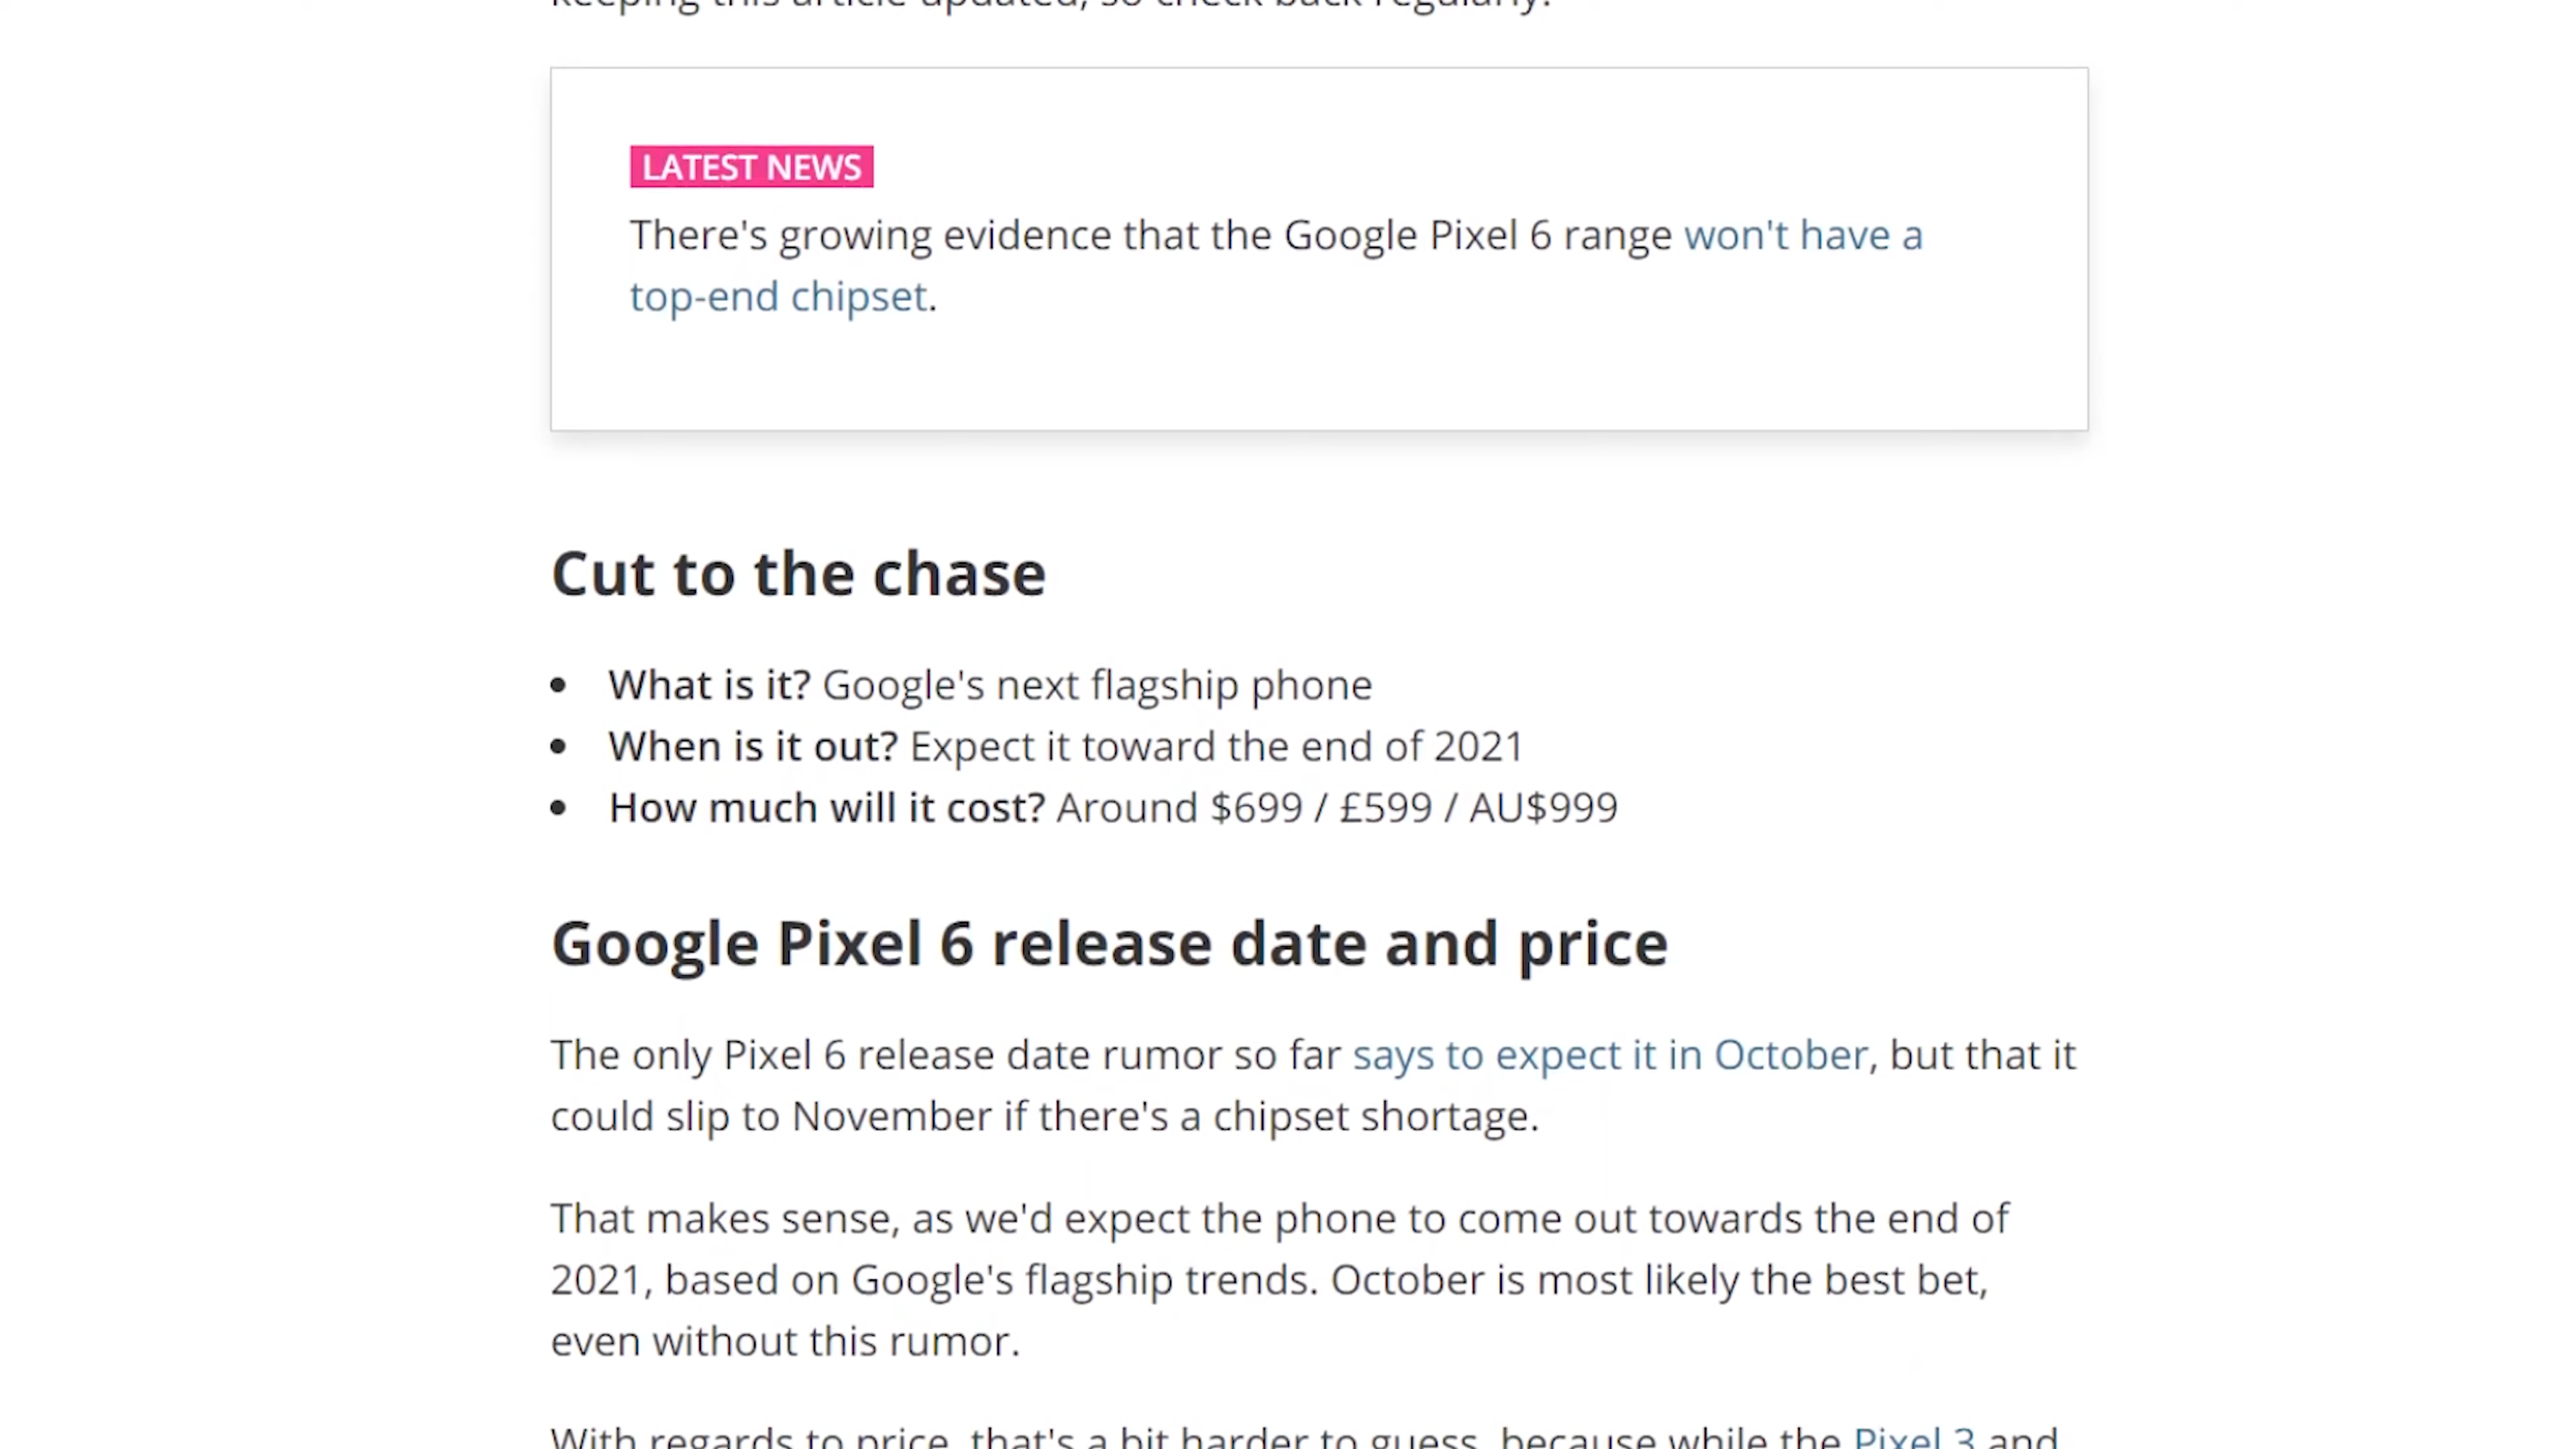 keeping this article updated, so check back regularly.
LATEST NEWS
There's growing evidence that the Google Pixel 6 range won't have a
top-end chipset.
Cut to the chase
• What is it? Google's next flagship phone
• When is it out? Expect it toward the end of 2021
• How much will it cost? Around $699 / £599 / AU$999
Google Pixel 6 release date and price
The only Pixel 6 release date rumor so far says to expect it in October, but that it
could slip to November if there's a chipset shortage.
That makes sense, as we'd expect the phone to come out towards the end of
2021, based on Google's flagship trends. October is most likely the best bet,
even without this rumor.
With regards to price, that's a bit harder to guess, because while the Pixel 3 and